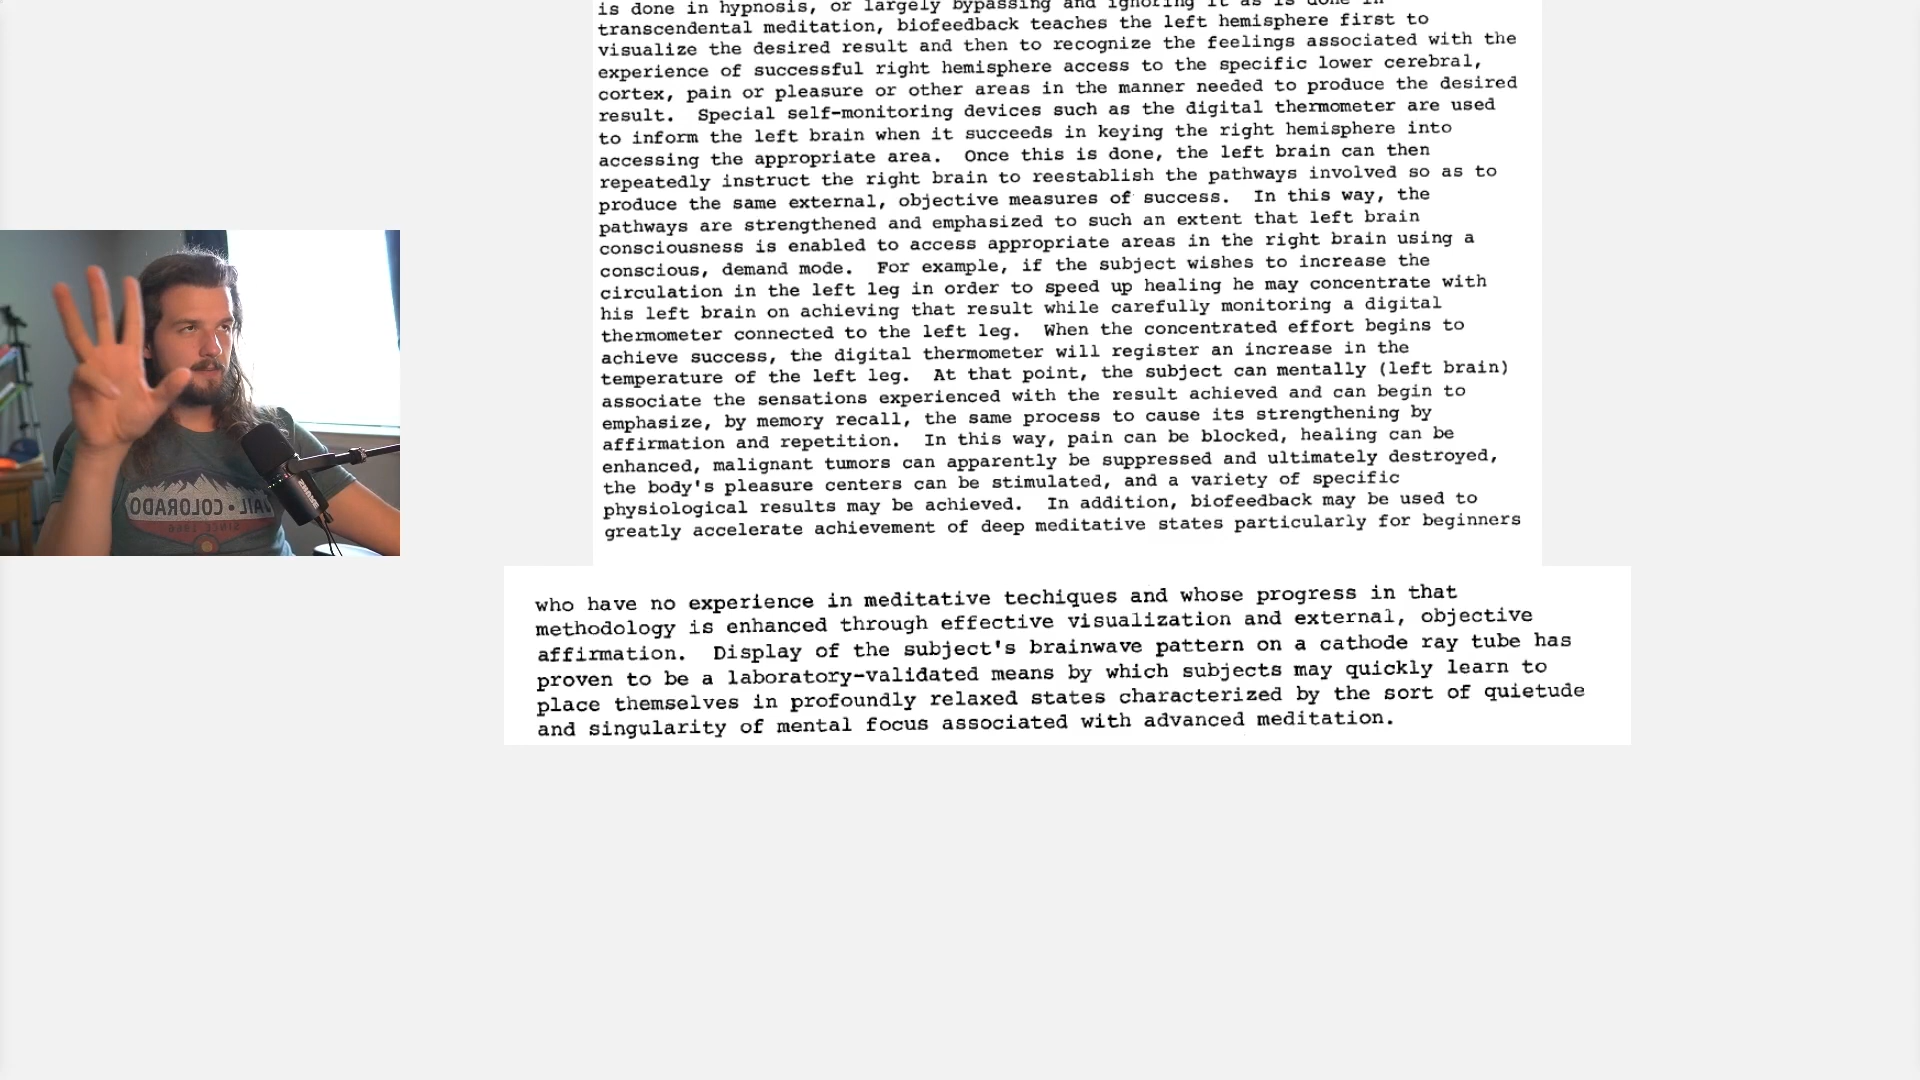 is done in hypnosis, or largely bypassing and ignoring it as is done in
transcendental meditation, biofeedback teaches the left hemisphere first to
visualize the desired result and then to recognize the feelings associated with the
experience of successful right hemisphere access to the specific lower cerebral,
cortex, pain or pleasure or other areas in the manner needed to produce the desired
result. Special self-monitoring devices such as the digital thermometer are used
to inform the left brain when it succeeds in keying the right hemisphere into
accessing the appropriate area. Once this is done, the left brain can then
repeatedly instruct the right brain to reestablish the pathways involved so as to
produce the same external, objective measures of success. In this way, the
pathways are strengthened and emphasized to such an extent that left brain
consciousness is enabled to access appropriate areas in the right brain using a
conscious, demand mode. For example, if the subject wishes to increase the
circulation in the left leg in order to speed up healing he may concentrate with
his left brain on achieving that result while carefully monitoring a digital
thermometer connected to the left leg. When the concentrated effort begins to
achieve success, the digital thermometer will register an increase in the
temperature of the left leg. At that point, the subject can mentally (left brain)
associate the sensations experienced with the result achieved and can begin to
emphasize, by memory recall, the same process to cause its strengthening by
affirmation and repetition. In this way, pain can be blocked, healing can be
enhanced, malignant tumors can apparently be suppressed and ultimately destroyed,
the body's pleasure centers can be stimulated, and a variety of specific
physiological results may be achieved. In addition, biofeedback may be used to
greatly accelerate achievement of deep meditative states particularly for beginners
who have no experience in meditative techiques and whose progress in that
methodology is enhanced through effective visualization and external, objective
affirmation. Display of the subject's brainwave pattern on a cathode ray tube has
proven to be a laboratory-validated means by which subjects may quickly learn to
place themselves in profoundly relaxed states characterized by the sort of quietude
and singularity of mental focus associated with advanced meditation.
COLORADO